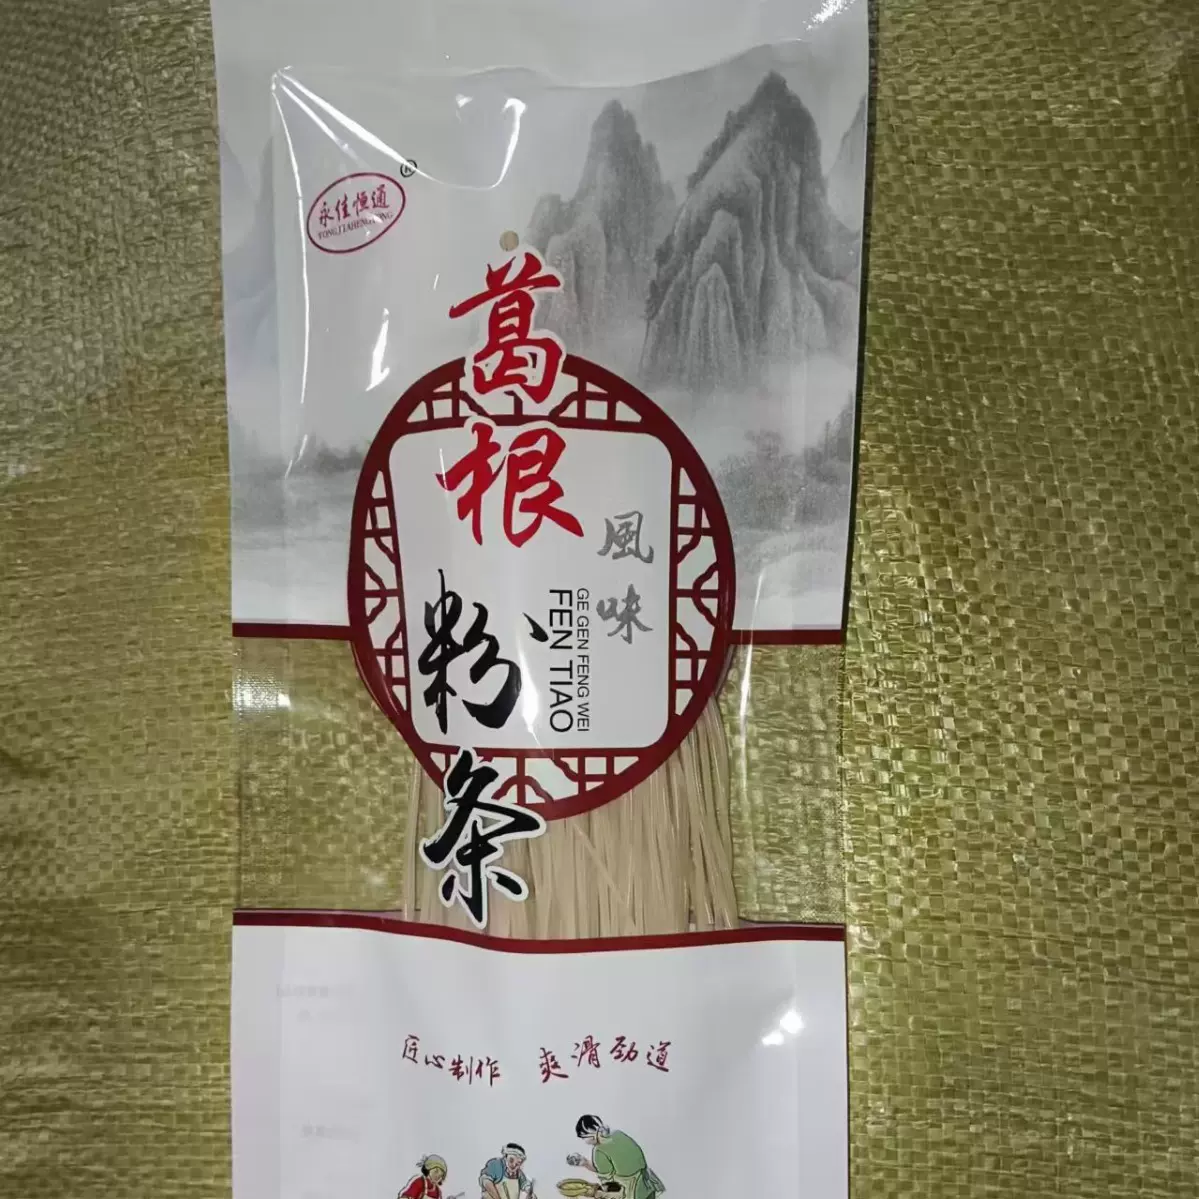 永佳恒通
YONGJIAHENGTONG
®
葛根
粉条
風味
GE GEN FENG WEI
FEN TIAO
匠心制作 爽滑劲道